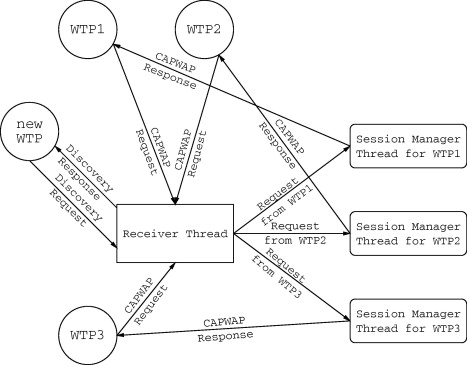 WTP1
WTP2
CAPWAP
Response
CAPWAP
Request
CAPWAP
Request
CAPWAP
Response
new
WTP
Discovery
Response
Discovery
Request
Session Manager
Thread for WTP1
Request
from WTP1
Receiver Thread
Request
from WTP2
Session Manager
Thread for WTP2
Request
from WTP3
CAPWAP
Request
WTP3
CAPWAP
Response
Session Manager
Thread for WTP3